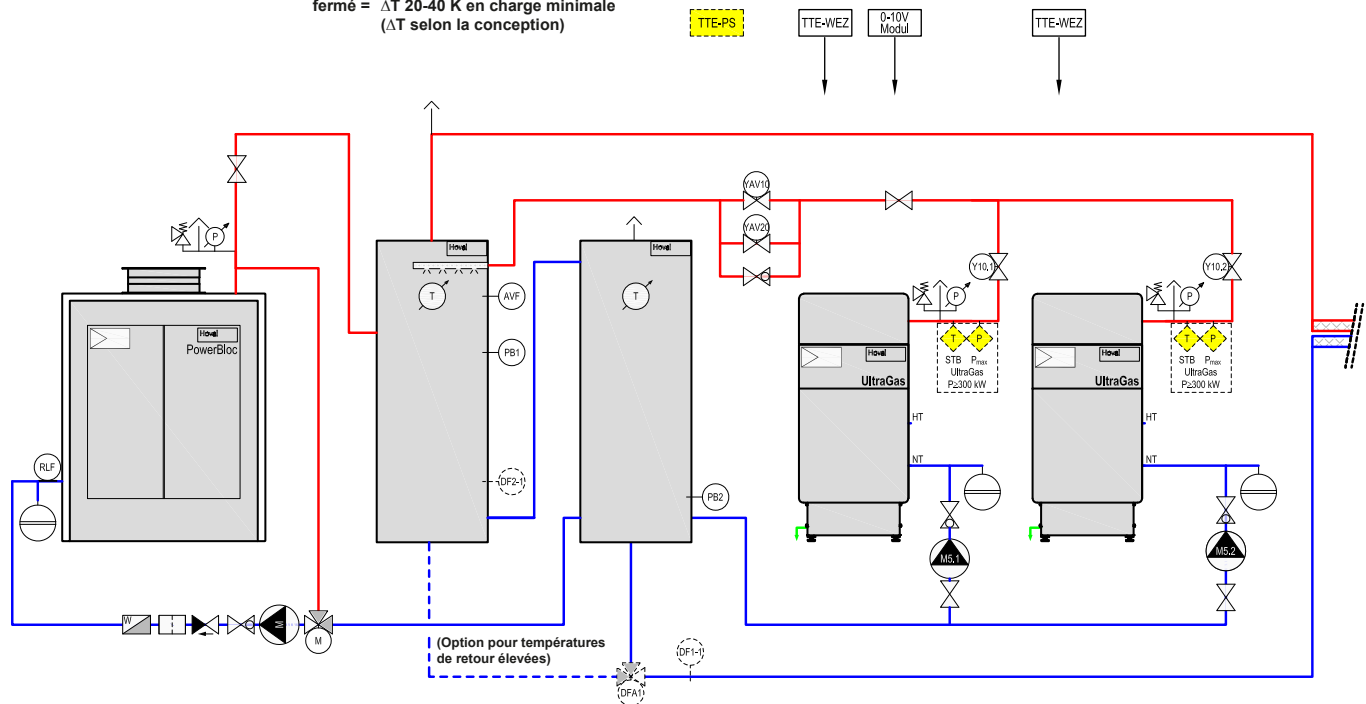 fermé = ΔT 20-40 K en charge minimale
(ΔT selon la conception)
TTE-PS
TTE-WEZ
0-10V
Modul
TTE-WEZ
YAV10
YAV20
P
Hoval
Hoval
T
T
AVF
PB1
DF2-1
PB2
Hoval
PowerBloc
RLF
Y10,1
Y10,2
P
P
T P
STB Pmax
UltraGas
P≥300 kW
T P
STB Pmax
UltraGas
P≥300 kW
Hoval
UltraGas
Hoval
UltraGas
HT
NT
HT
NT
M5.1
M5.2
W
M
M
(Option pour températures
de retour élevées)
DF1-1
DFA1